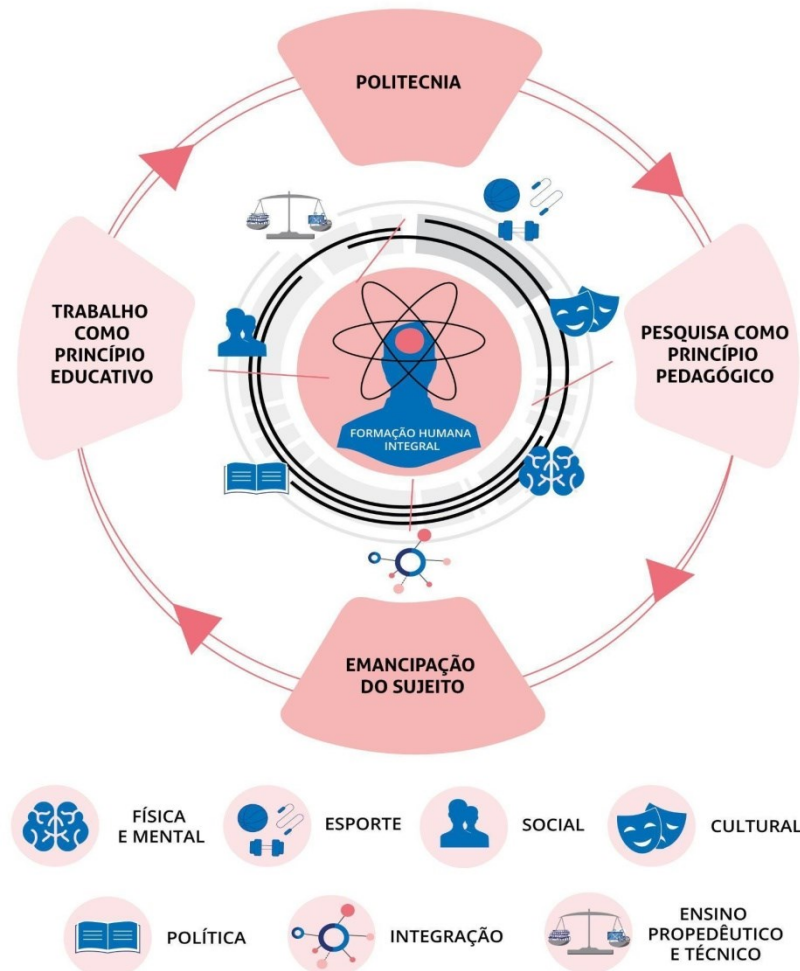 POLITECNIA
TRABALHO
COMO
PRINCÍPIO
EDUCATIVO
PESQUISA COMO
PRINCÍPIO
PEDAGÓGICO
FORMAÇÃO HUMANA
INTEGRAL
EMANCIPAÇÃO
DO SUJEITO
FÍSICA
E MENTAL
ESPORTE
SOCIAL
CULTURAL
POLÍTICA
INTEGRAÇÃO
ENSINO
PROPEDÊUTICO
E TÉCNICO